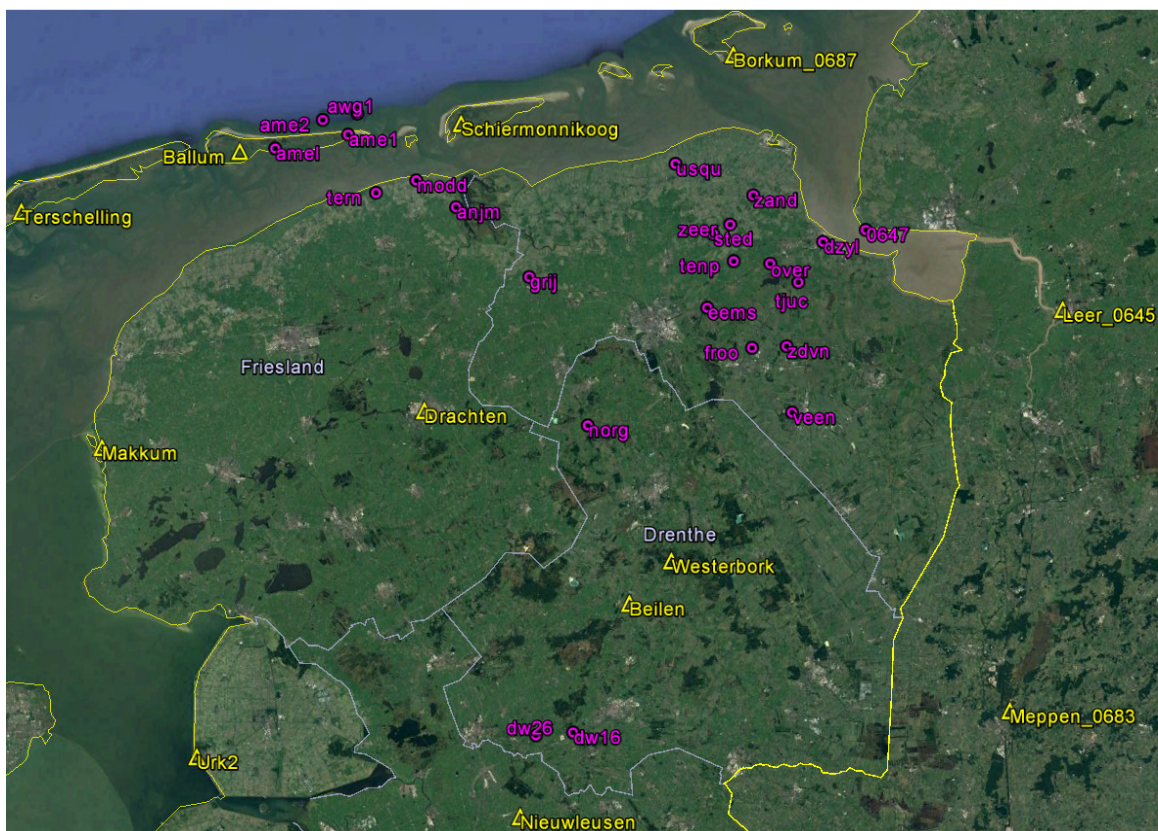 Borkum_0687
awg1
ame2
Schiermonnikoog
ame1
amel
Ballum_
usqu
modd
tern
zand
anjm
Terschelling
zeer
0647
sted
dzyl
tenp
over
grij
tjuc
eems
Leer_0645
froo
zdvn
Friesland
Drachten
veen
norg
Makkum
Drenthe
Westerbork
Beilen
Meppen_0683
dw26
dw16
Urk2
Nieuwleusen